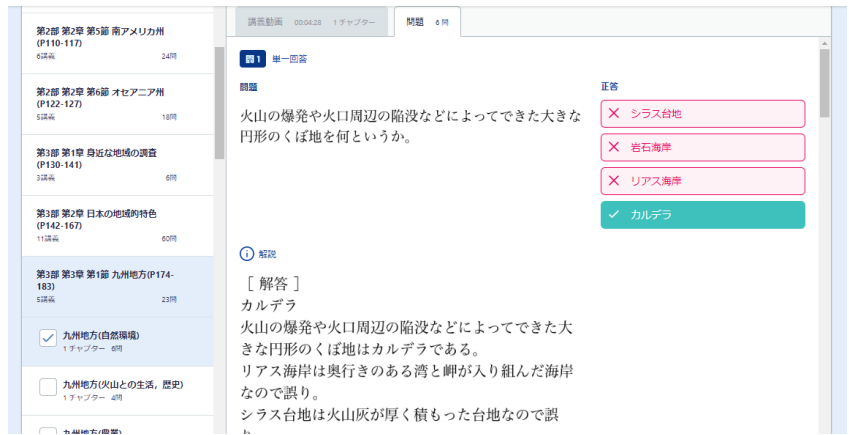 第2部 第2章 第5節 南アメリカ州
(P110-117)
6講義 24問
第2部 第2章 第6節 オセアニア州
(P122-127)
5講義 18問
第3部 第1章 身近な地域の調査
(P130-141)
3講義 6問
第3部 第2章 日本の地域的特色
(P142-167)
11講義 60問
第3部 第3章 第1節 九州地方(P174-
183)
5講義 23問
九州地方(自然環境)
1 チャプター 6問
九州地方(火山との生活，歴史)
1 チャプター 4問
九州地方(農業)
講義動画 00:04:28 1 チャプター
問題 6 問
問1 単一回答
問題
火山の爆発や火口周辺の陥没などによってできた大きな
円形のくぼ地を何というか。
正答
シラス台地
岩石海岸
リアス海岸
カルデラ
解説
［ 解答 ］
カルデラ
火山の爆発や火口周辺の陥没などによってできた大
きな円形のくぼ地はカルデラである。
リアス海岸は奥行きのある湾と岬が入り組んだ海岸
なので誤り。
シラス台地は火山灰が厚く積もった台地なので誤